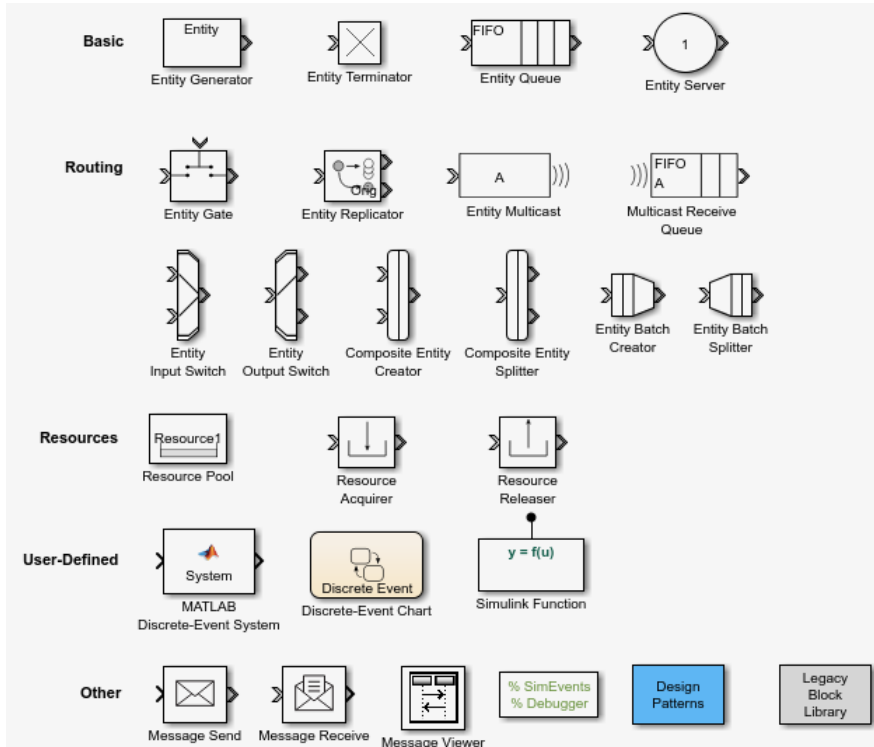 Basic
Entity
Entity Generator
Entity Terminator
FIFO
Entity Queue
1
Entity Server
Routing
Entity Gate
Orig
Entity Replicator
A
Entity Multicast
FIFO
A
Multicast Receive
Queue
Entity
Input Switch
Entity
Output Switch
Composite Entity
Creator
Composite Entity
Splitter
Entity Batch
Creator
Entity Batch
Splitter
Resources
Resource1
Resource Pool
Resource
Acquirer
Resource
Releaser
User-Defined
System
MATLAB
Discrete-Event System
Discrete Event
Discrete-Event Chart
y = f(u)
Simulink Function
Other
Message Send
Message Receive
Message Viewer
% SimEvents
% Debugger
Design
Patterns
Legacy
Block
Library